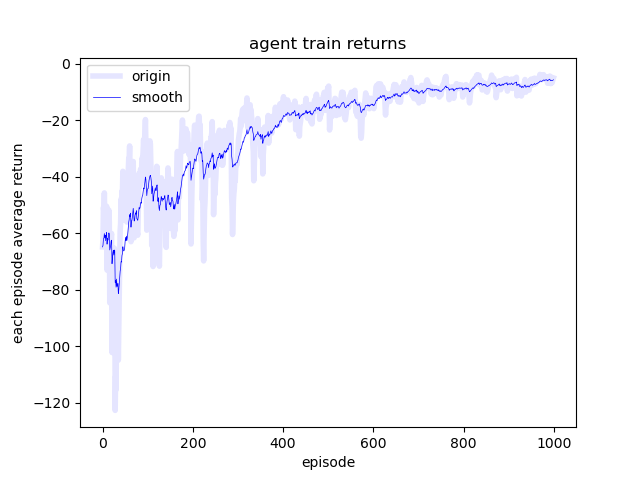 agent train returns
origin
smooth
each episode average return
0
−20
−40
−60
−80
−100
−120
0 200 400 600 800 1000
episode